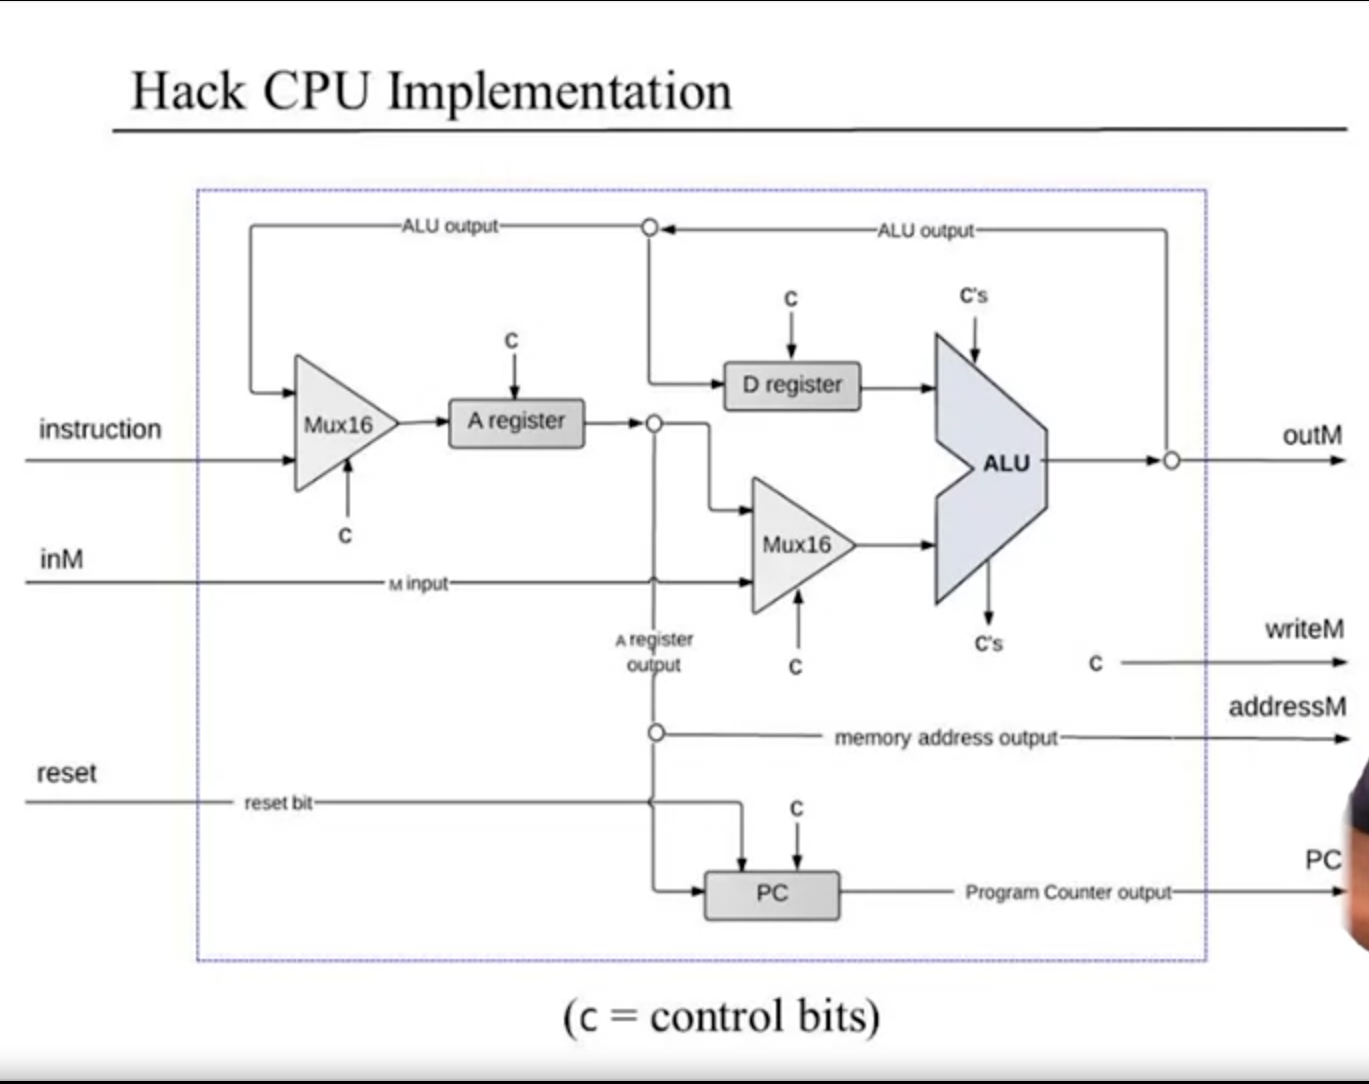 Hack CPU Implementation
ALU output
ALU output
C
C's
C
D register
Mux16
A register
instruction
ALU
outM
C
Mux16
inM
M input
A register
output
C
C's
writeM
C
addressM
memory address output
reset
reset bit
C
PC
PC
Program Counter output
(c = control bits)